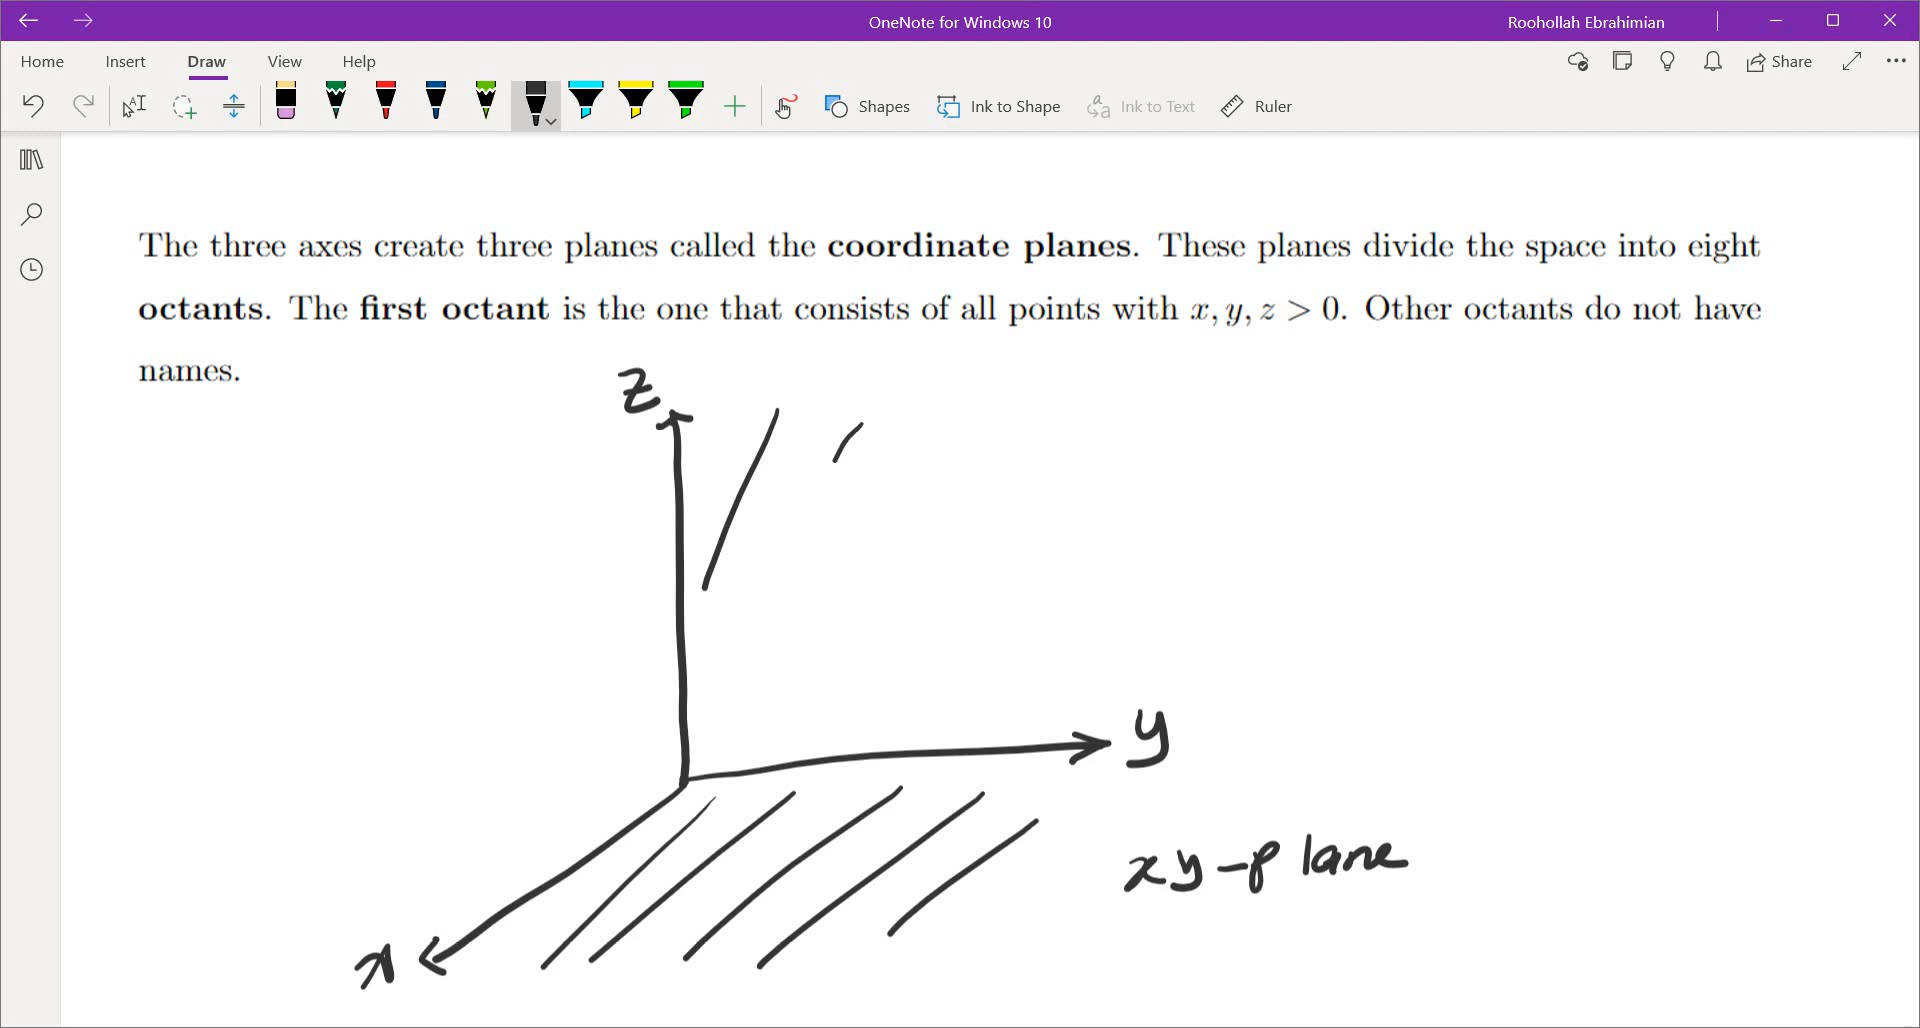 OneNote for Windows 10
Roohollah Ebrahimian
Home Insert Draw View Help
Share
Shapes Ink to Shape Ink to Text Ruler
The three axes create three planes called the coordinate planes. These planes divide the space into eight
octants. The first octant is the one that consists of all points with x, y, z > 0. Other octants do not have
names.
z
y
xy-plane
x